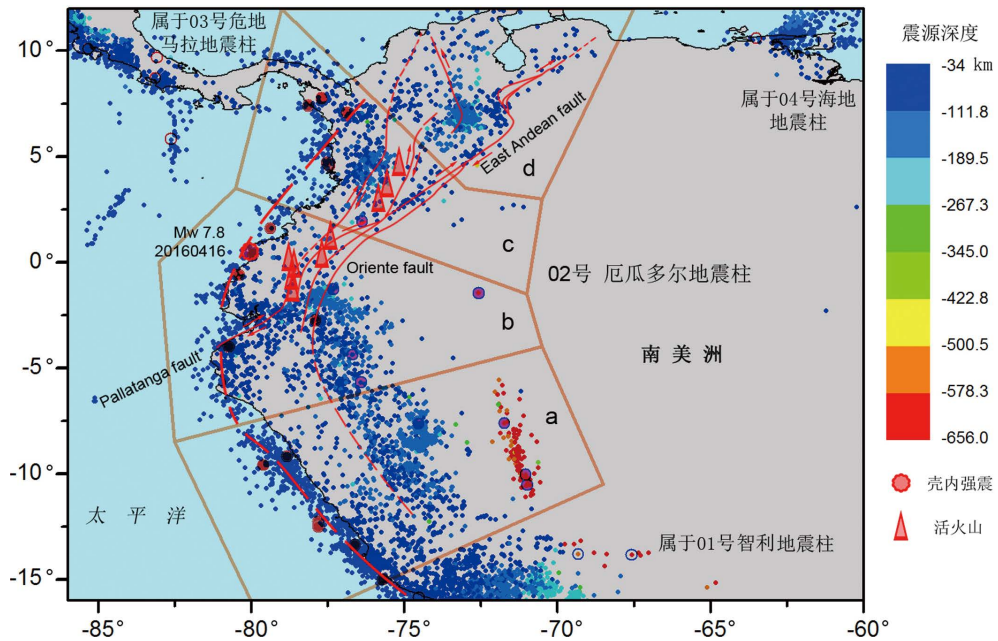 属于03号危地
马拉地震柱
震源深度
-34 km
-111.8
-189.5
-267.3
-345.0
-422.8
-500.5
-578.3
-656.0
属于04号海地
地震柱
East Andean fault
d
c
b
a
Mw 7.8
20160416
Oriente fault
02号 厄瓜多尔地震柱
南美洲
Pallatanga fault
太平洋
属于01号智利地震柱
壳内强震
活火山
10°
5°
0°
-5°
-10°
-15°
-85°
-80°
-75°
-70°
-65°
-60°